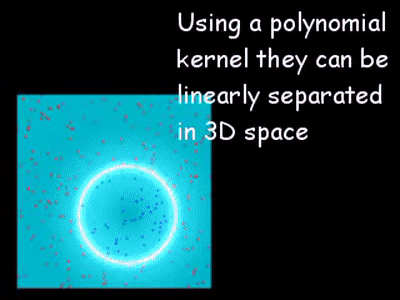 Using a polynomial
kernel they can be
linearly separated
in 3D space